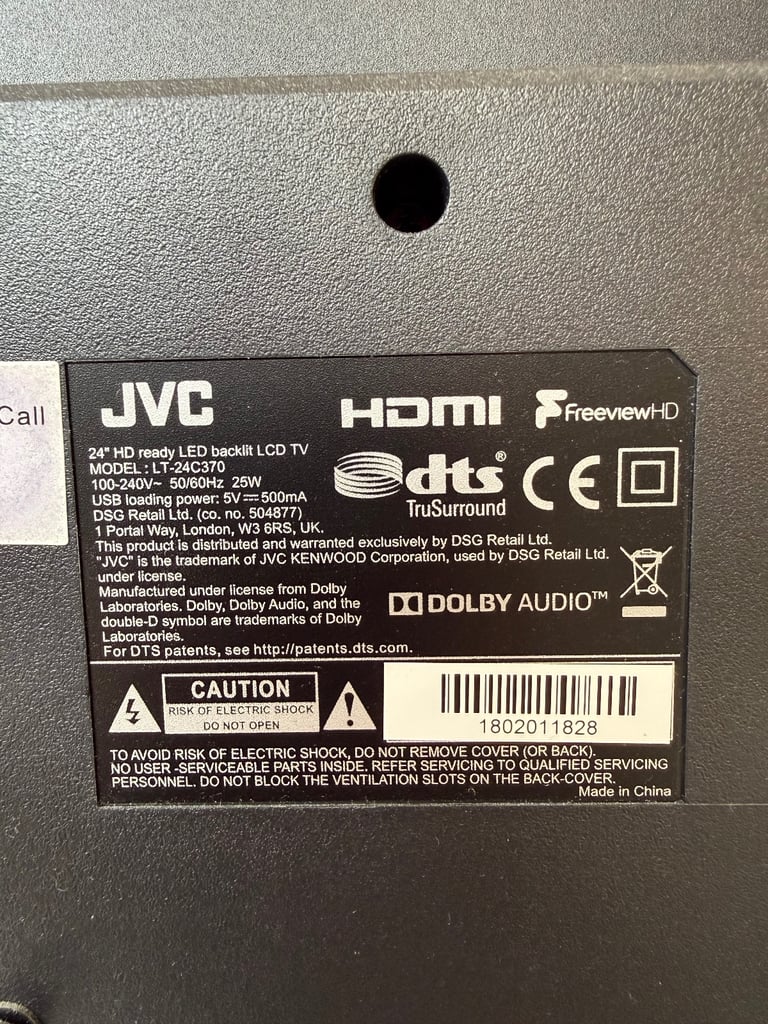 Call
JVC
HDMI
FreeviewHD
24" HD ready LED backlit LCD TV
MODEL : LT-24C370
100-240V~ 50/60Hz 25W
USB loading power: 5V⎓500mA
DSG Retail Ltd. (co. no. 504877)
1 Portal Way, London, W3 6RS, UK.
dts®
TruSurround
CE
This product is distributed and warranted exclusively by DSG Retail Ltd.
"JVC" is the trademark of JVC KENWOOD Corporation, used by DSG Retail Ltd.
under license.
Manufactured under license from Dolby
Laboratories. Dolby, Dolby Audio, and the
double-D symbol are trademarks of Dolby
Laboratories.
DOLBY AUDIO™
For DTS patents, see http://patents.dts.com.
CAUTION
RISK OF ELECTRIC SHOCK
DO NOT OPEN
1802011828
TO AVOID RISK OF ELECTRIC SHOCK, DO NOT REMOVE COVER (OR BACK).
NO USER -SERVICEABLE PARTS INSIDE. REFER SERVICING TO QUALIFIED SERVICING
PERSONNEL. DO NOT BLOCK THE VENTILATION SLOTS ON THE BACK-COVER.
Made in China